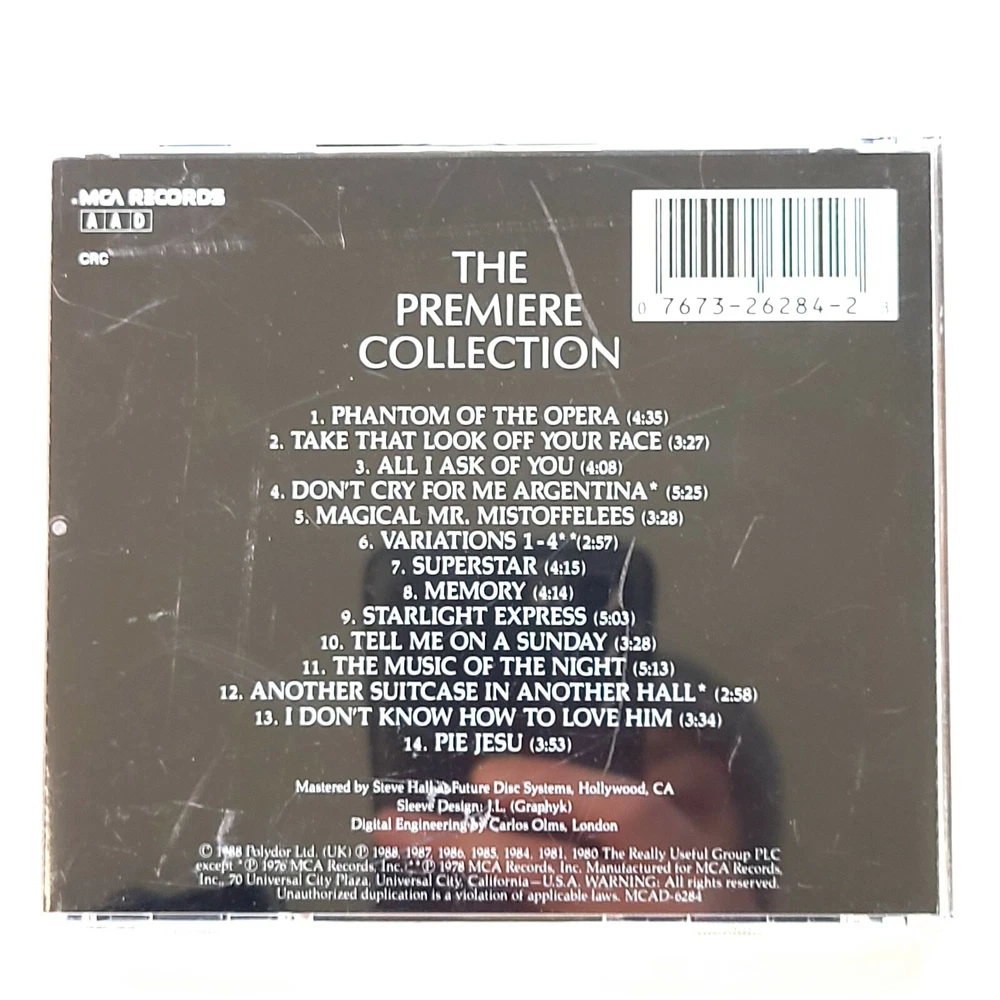 MCA RECORDS
AAD
CRC
0 7673-26284-2
THE
PREMIERE
COLLECTION
1. PHANTOM OF THE OPERA (4:35)
2. TAKE THAT LOOK OFF YOUR FACE (3:27)
3. ALL I ASK OF YOU (4:08)
4. DON'T CRY FOR ME ARGENTINA* (5:25)
5. MAGICAL MR. MISTOFFELEES (3:28)
6. VARIATIONS 1-4** (2:57)
7. SUPERSTAR (4:15)
8. MEMORY (4:14)
9. STARLIGHT EXPRESS (5:03)
10. TELL ME ON A SUNDAY (3:28)
11. THE MUSIC OF THE NIGHT (5:13)
12. ANOTHER SUITCASE IN ANOTHER HALL* (2:58)
13. I DON'T KNOW HOW TO LOVE HIM (3:34)
14. PIE JESU (3:53)
Mastered by Steve Hall at Future Disc Systems, Hollywood, CA
Sleeve Design: J.L. (Graphyk)
Digital Engineering by Carlos Olms, London
© 1988 Polydor Ltd. (UK) ℗ 1988, 1987, 1986, 1985, 1984, 1981, 1980 The Really Useful Group PLC
except *℗ 1976 MCA Records, Inc. **℗ 1978 MCA Records, Inc. Manufactured for MCA Records,
Inc., 70 Universal City Plaza, Universal City, California—U.S.A. WARNING: All rights reserved.
Unauthorized duplication is a violation of applicable laws. MCAD-6284